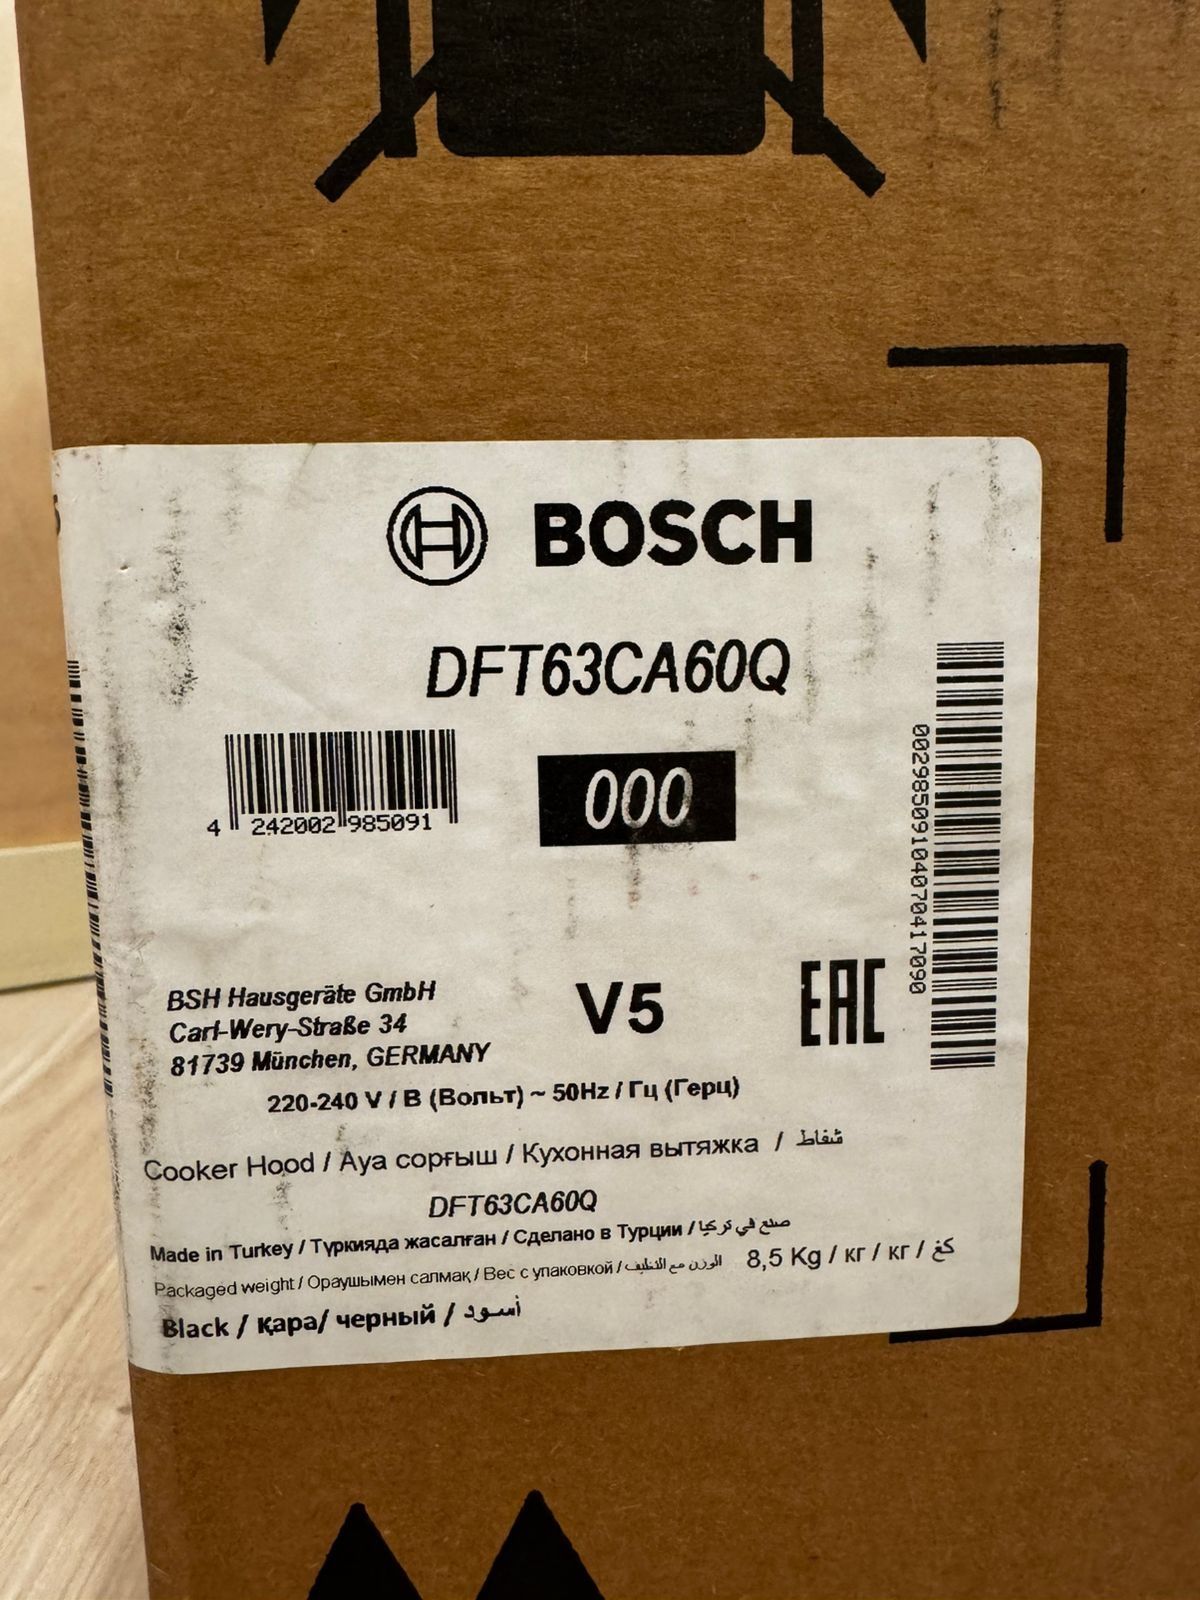 BOSCH
DFT63CA60Q
4 242002 985091
000
00298509104070417090
BSH Hausgeräte GmbH
Carl-Wery-Straße 34
81739 München, GERMANY
V5
EAC
220-240 V / В (Вольт) ~ 50Hz / Гц (Герц)
Cooker Hood / Ауа сорғыш / Кухонная вытяжка / شفاط
DFT63CA60Q
Made in Turkey / Түркияда жасалған / Сделано в Турции / صنع في تركيا
Packaged weight / Ораушымен салмақ / Вес с упаковкой / الوزن مع التغليف 8,5 Kg / кг / кг / كغ
Black / қара/ черный / أسود